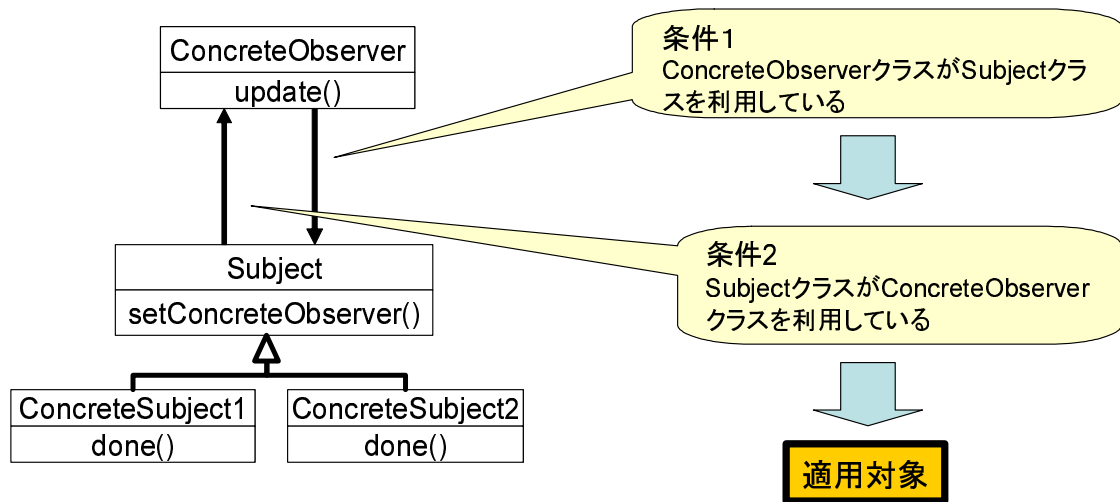 ConcreteObserver
update()
Subject
setConcreteObserver()
ConcreteSubject1
done()
ConcreteSubject2
done()
条件1
ConcreteObserverクラスがSubjectクラ
スを利用している
条件2
SubjectクラスがConcreteObserver
クラスを利用している
適用対象